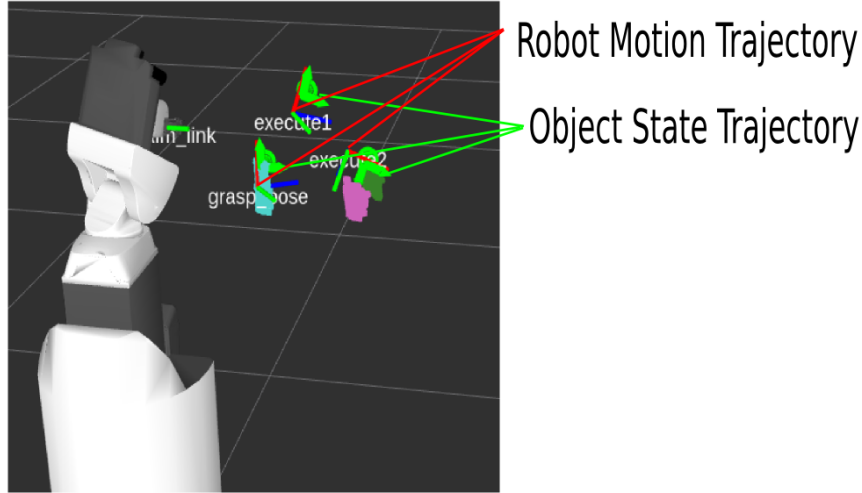 Robot Motion Trajectory
execute1
Object State Trajectory
execute2
grasp_pose